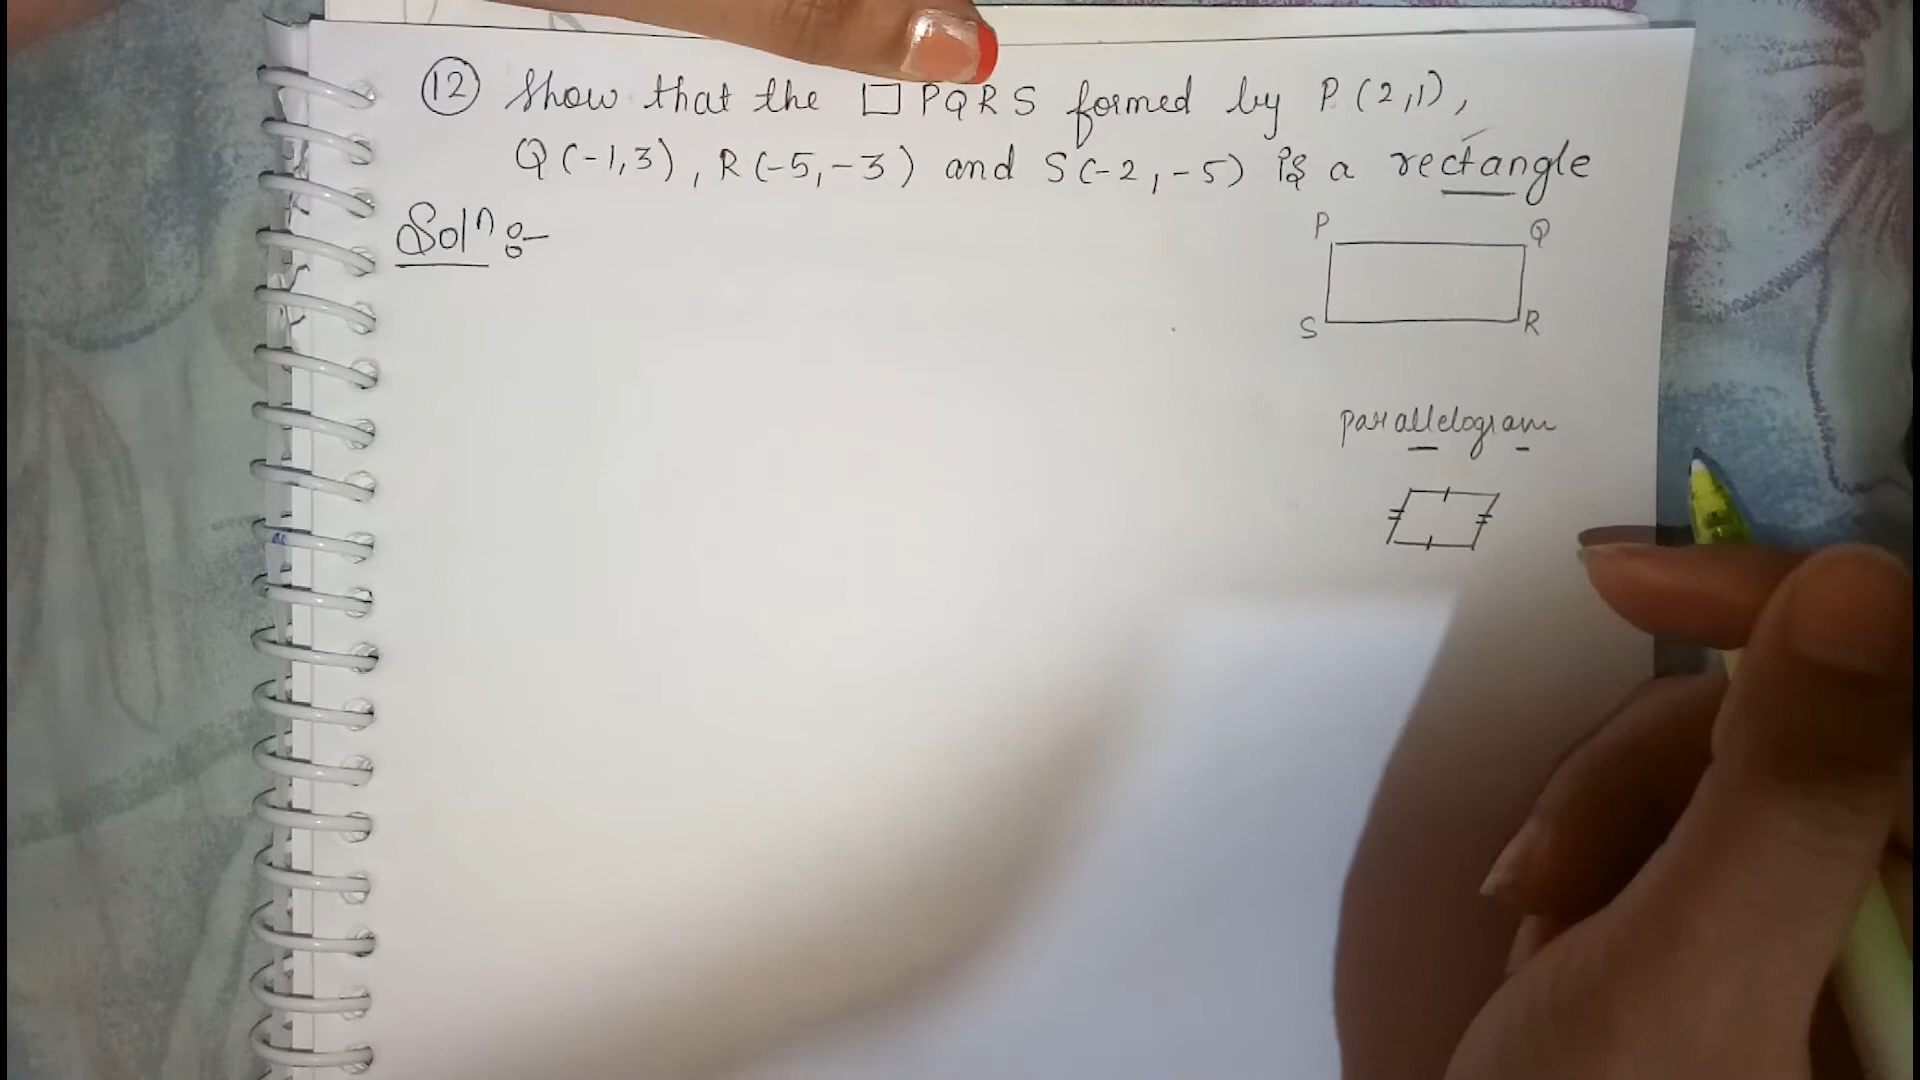 12 Show that the □ PQRS formed by P(2,1),
Q(-1,3), R(-5,-3) and S(-2,-5) is a rectangle
Solⁿ :-
P Q
S R
parallelogram